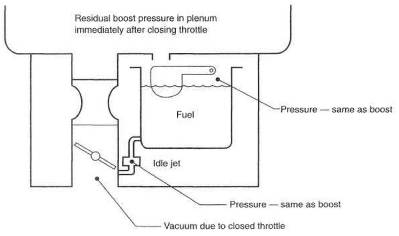 Residual boost pressure in plenum
immediately after closing throttle
Pressure — same as boost
Fuel
Idle jet
Pressure — same as boost
Vacuum due to closed throttle